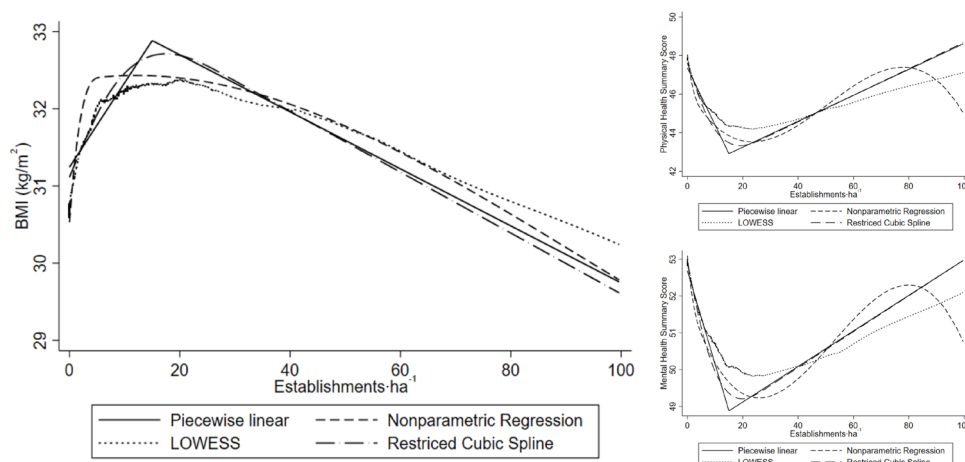 33
32
31
30
29
BMI (kg/m²)
0
20
40
60
80
100
Establishments·ha⁻¹
Piecewise linear
Nonparametric Regression
LOWESS
Restriced Cubic Spline
50
48
46
44
42
Physical Health Summary Score
0
20
40
60
80
100
Establishments·ha⁻¹
Piecewise linear
Nonparametric Regression
LOWESS
Restriced Cubic Spline
53
52
51
50
49
Mental Health Summary Score
0
20
40
60
80
100
Establishments·ha⁻¹
Piecewise linear
Nonparametric Regression
LOWESS
Restriced Cubic Spline